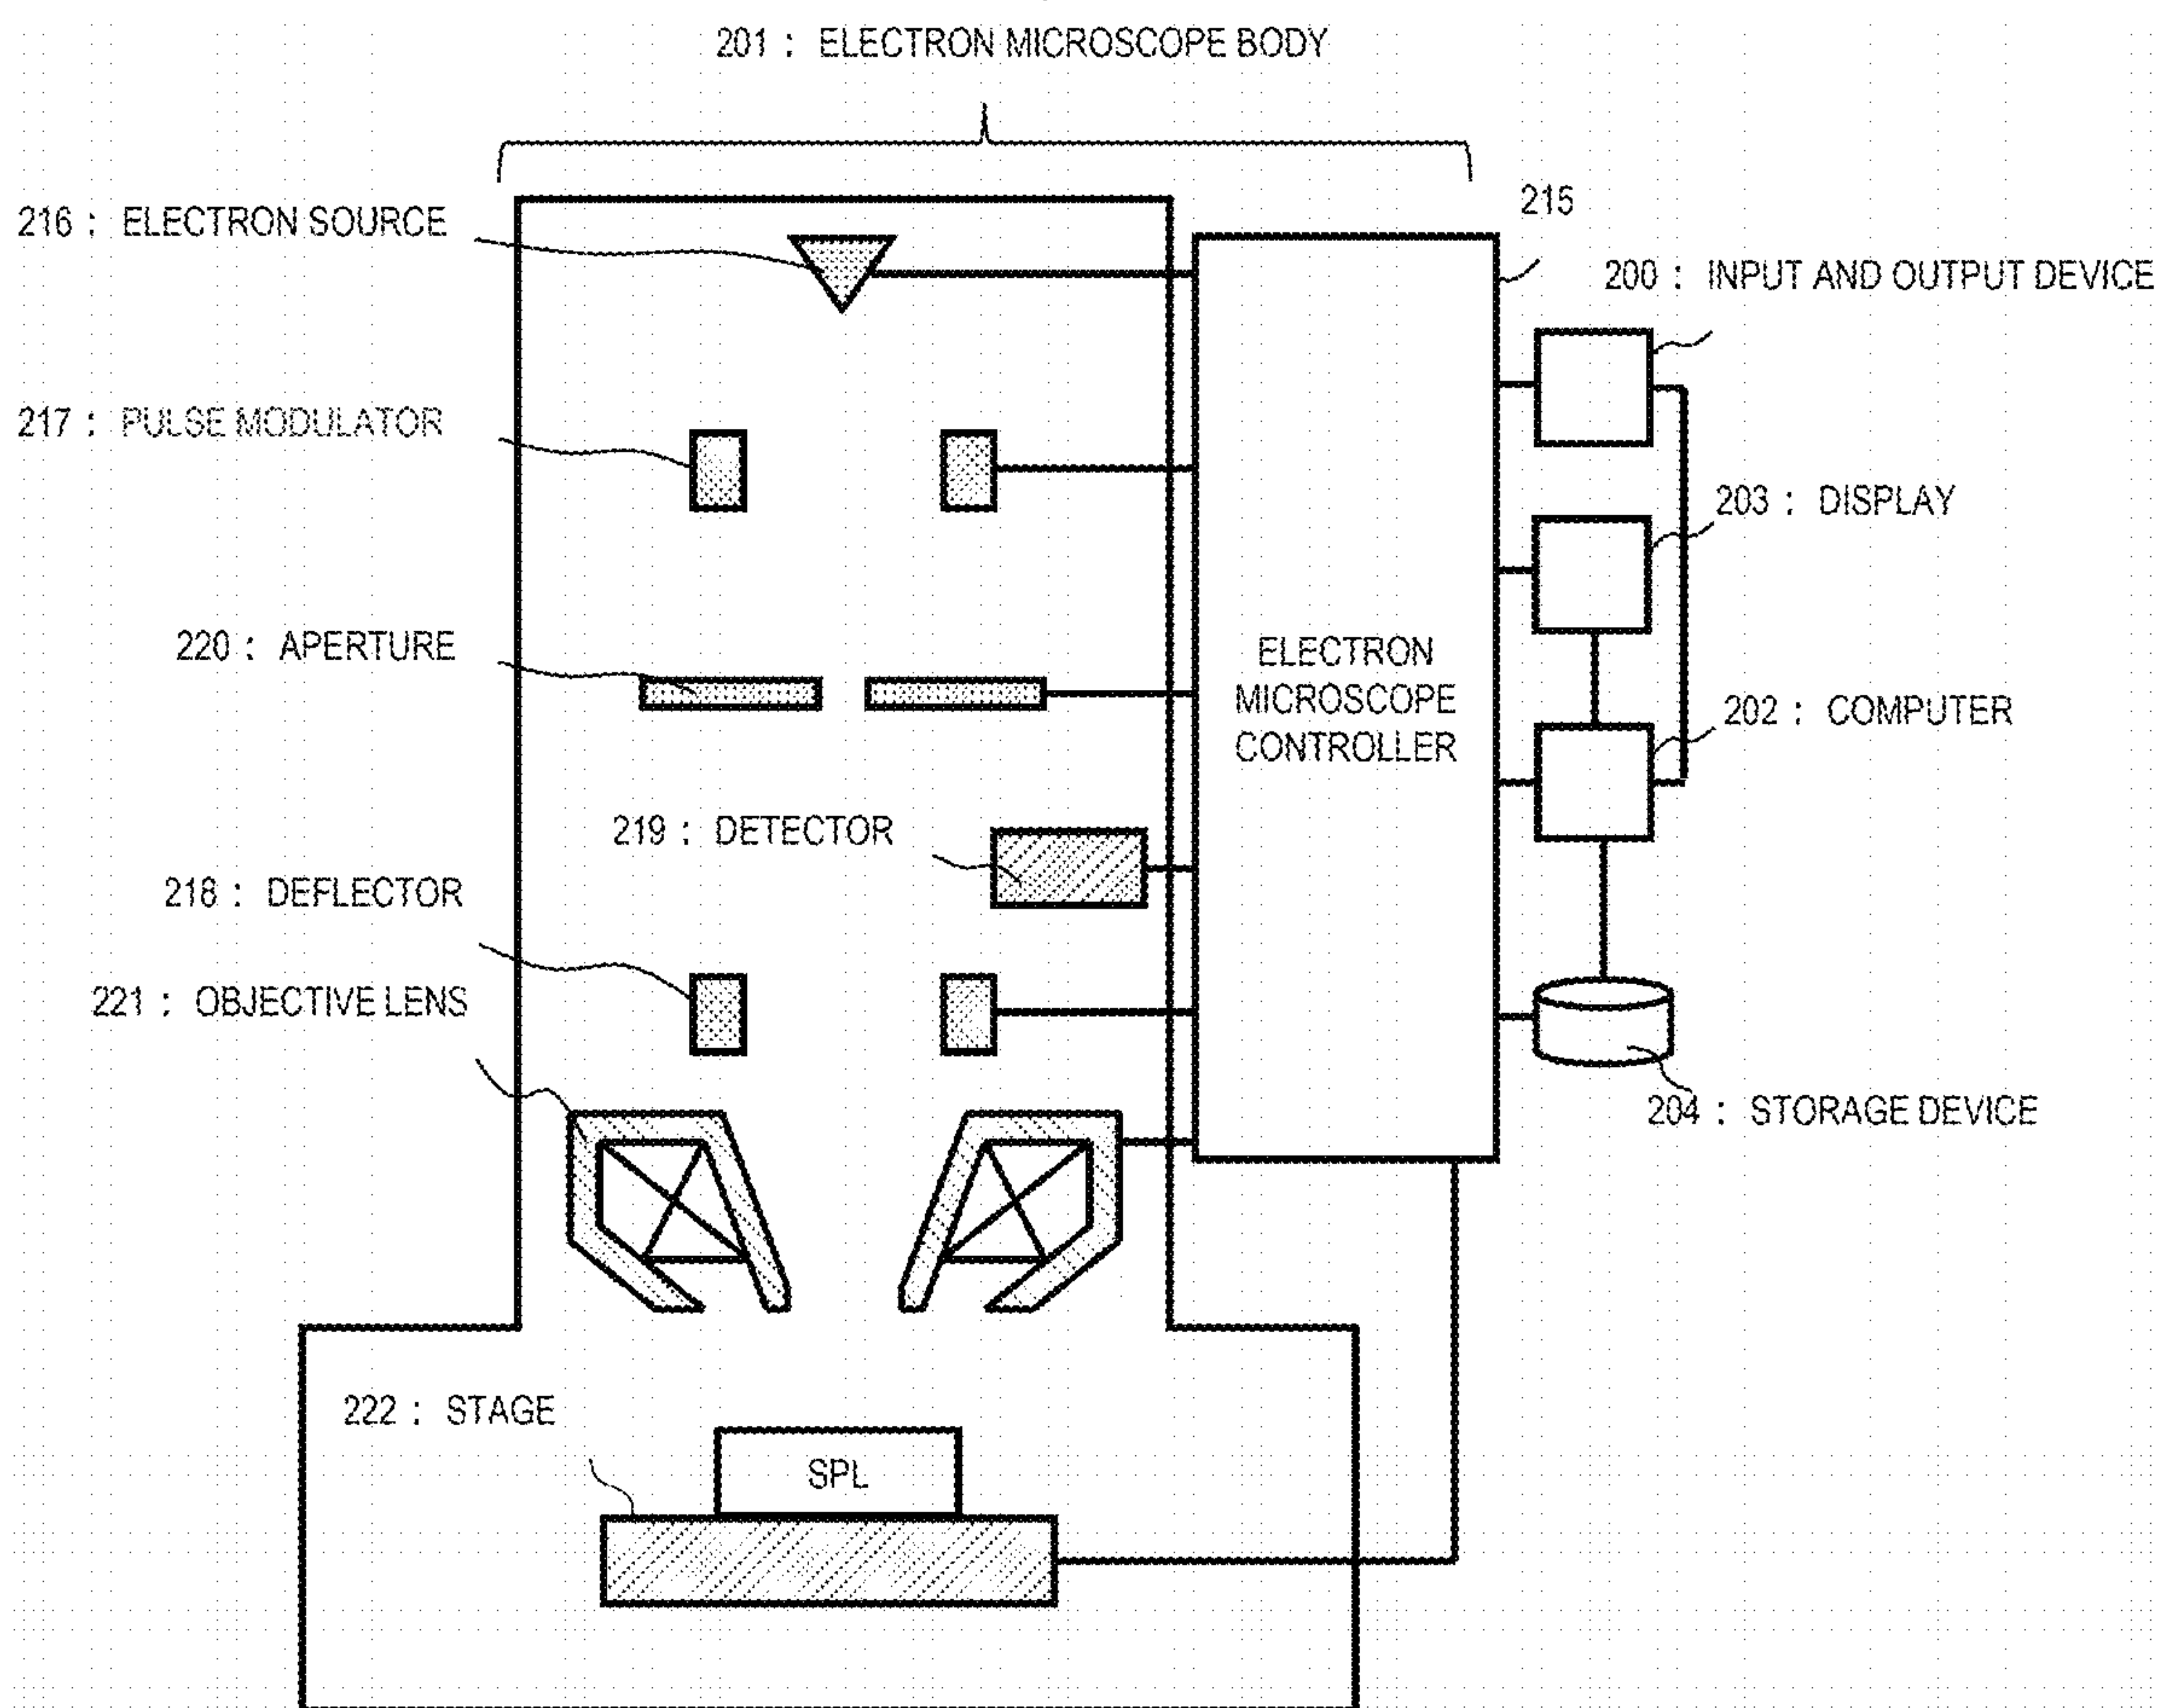 201 : ELECTRON MICROSCOPE BODY
216 : ELECTRON SOURCE
215
200 : INPUT AND OUTPUT DEVICE
217 : PULSE MODULATOR
203 : DISPLAY
220 : APERTURE
ELECTRON
MICROSCOPE
CONTROLLER
202 : COMPUTER
219 : DETECTOR
218 : DEFLECTOR
221 : OBJECTIVE LENS
204 : STORAGE DEVICE
222 : STAGE
SPL